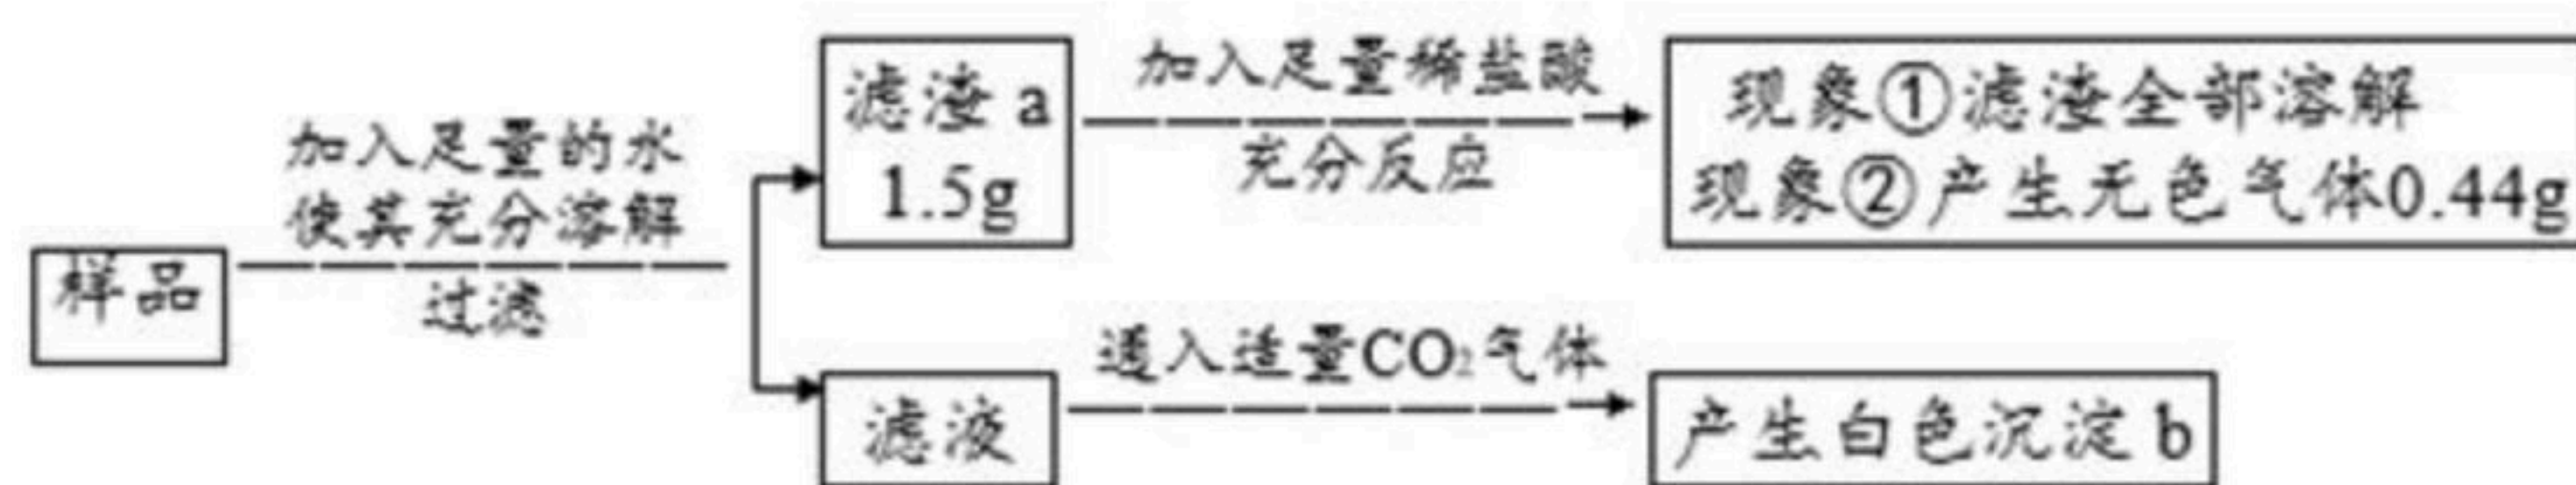 样品
加入足量的水
使其充分溶解
过滤
滤渣 a
1.5g
加入足量稀盐酸
充分反应
现象①滤渣全部溶解
现象②产生无色气体0.44g
滤液
通入适量CO₂气体
产生白色沉淀 b